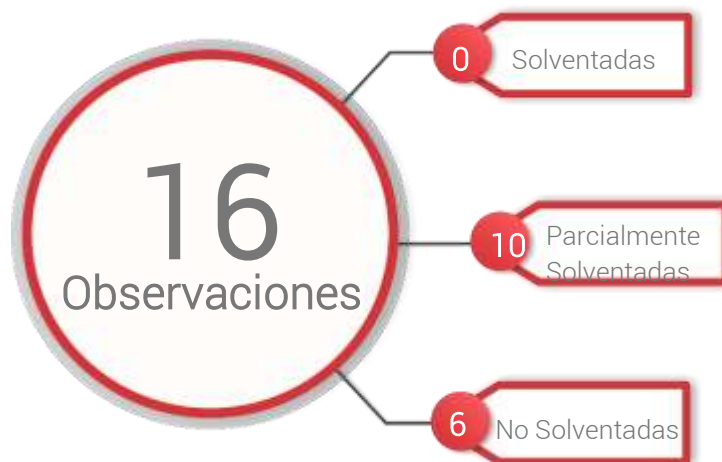 16
Observaciones
0
Solventadas
10
Parcialmente
Solventadas
6
No Solventadas